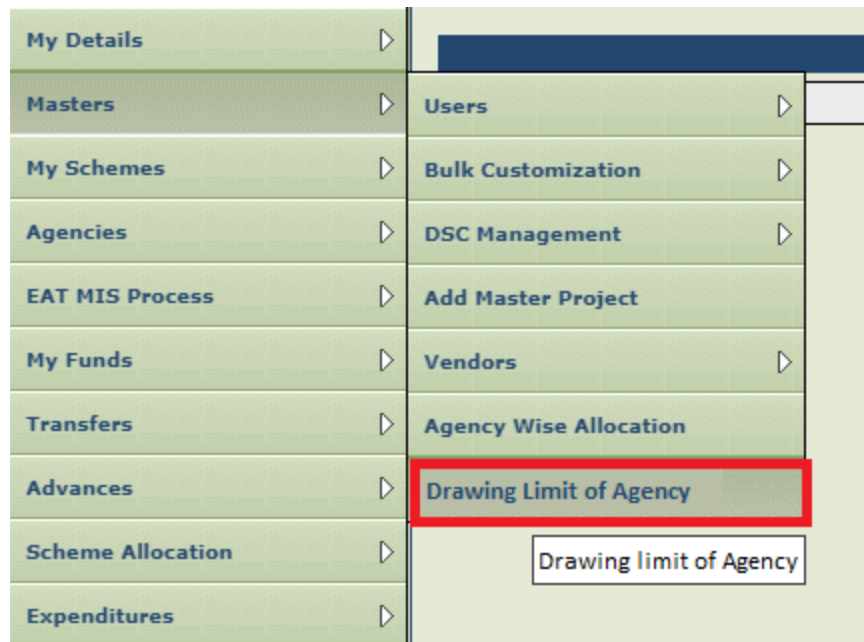 My Details
Masters
My Schemes
Agencies
EAT MIS Process
My Funds
Transfers
Advances
Scheme Allocation
Expenditures
Users
Bulk Customization
DSC Management
Add Master Project
Vendors
Agency Wise Allocation
Drawing Limit of Agency
Drawing limit of Agency